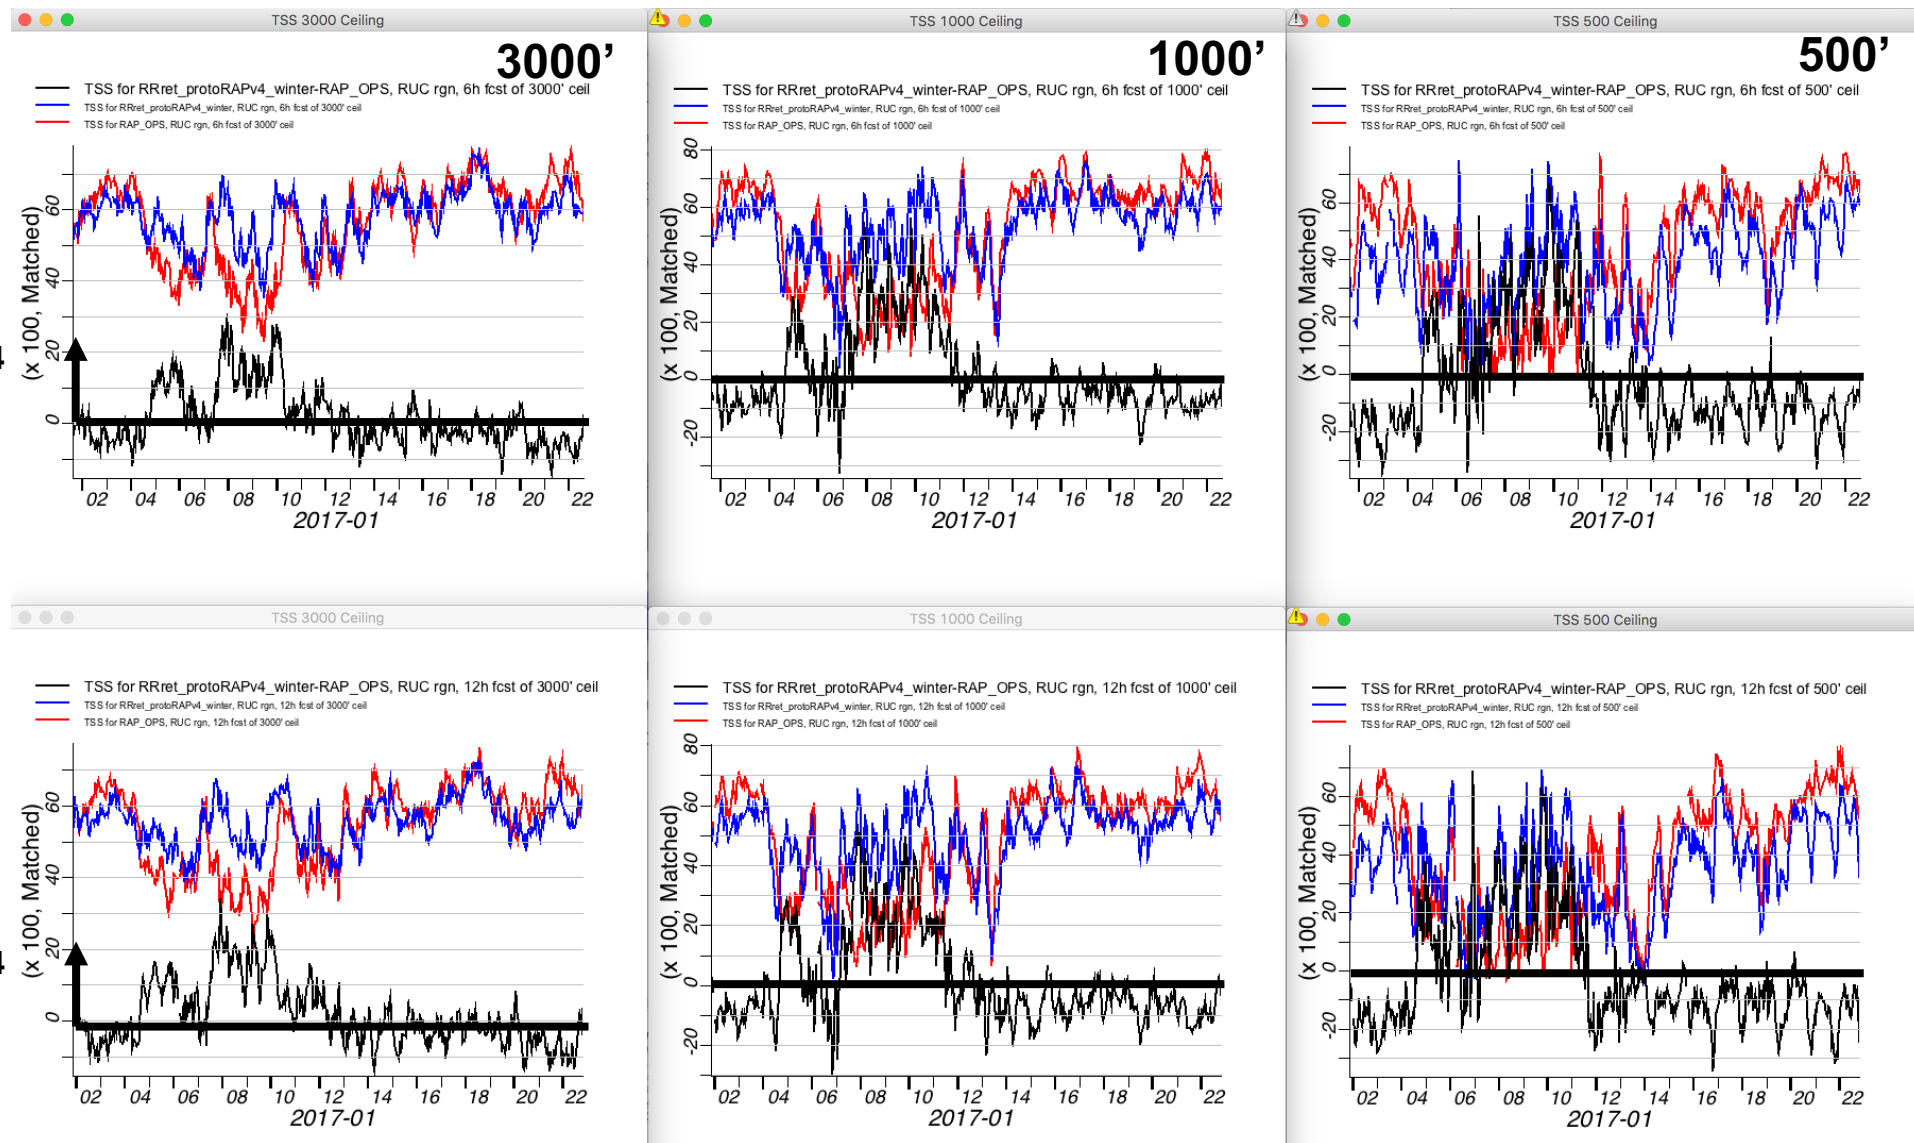 TSS 3000 Ceiling
3000’
TSS for RRret_protoRAPv4_winter-RAP_OPS, RUC rgn, 6h fcst of 3000' ceil
TSS for RRret_protoRAPv4_winter, RUC rgn, 6h fcst of 3000' ceil
TSS for RAP_OPS, RUC rgn, 6h fcst of 3000' ceil
(x 100, Matched)
60
40
20
0
02 04 06 08 10 12 14 16 18 20 22
2017-01
TSS 1000 Ceiling
1000’
TSS for RRret_protoRAPv4_winter-RAP_OPS, RUC rgn, 6h fcst of 1000' ceil
TSS for RRret_protoRAPv4_winter, RUC rgn, 6h fcst of 1000' ceil
TSS for RAP_OPS, RUC rgn, 6h fcst of 1000' ceil
(x 100, Matched)
80
60
40
20
0
-20
02 04 06 08 10 12 14 16 18 20 22
2017-01
TSS 500 Ceiling
500’
TSS for RRret_protoRAPv4_winter-RAP_OPS, RUC rgn, 6h fcst of 500' ceil
TSS for RRret_protoRAPv4_winter, RUC rgn, 6h fcst of 500' ceil
TSS for RAP_OPS, RUC rgn, 6h fcst of 500' ceil
(x 100, Matched)
60
40
20
0
-20
02 04 06 08 10 12 14 16 18 20 22
2017-01
TSS 3000 Ceiling
TSS for RRret_protoRAPv4_winter-RAP_OPS, RUC rgn, 12h fcst of 3000' ceil
TSS for RRret_protoRAPv4_winter, RUC rgn, 12h fcst of 3000' ceil
TSS for RAP_OPS, RUC rgn, 12h fcst of 3000' ceil
(x 100, Matched)
60
40
20
0
02 04 06 08 10 12 14 16 18 20 22
2017-01
TSS 1000 Ceiling
TSS for RRret_protoRAPv4_winter-RAP_OPS, RUC rgn, 12h fcst of 1000' ceil
TSS for RRret_protoRAPv4_winter, RUC rgn, 12h fcst of 1000' ceil
TSS for RAP_OPS, RUC rgn, 12h fcst of 1000' ceil
(x 100, Matched)
80
60
40
20
0
-20
02 04 06 08 10 12 14 16 18 20 22
2017-01
TSS 500 Ceiling
TSS for RRret_protoRAPv4_winter-RAP_OPS, RUC rgn, 12h fcst of 500' ceil
TSS for RRret_protoRAPv4_winter, RUC rgn, 12h fcst of 500' ceil
TSS for RAP_OPS, RUC rgn, 12h fcst of 500' ceil
(x 100, Matched)
60
40
20
0
-20
02 04 06 08 10 12 14 16 18 20 22
2017-01